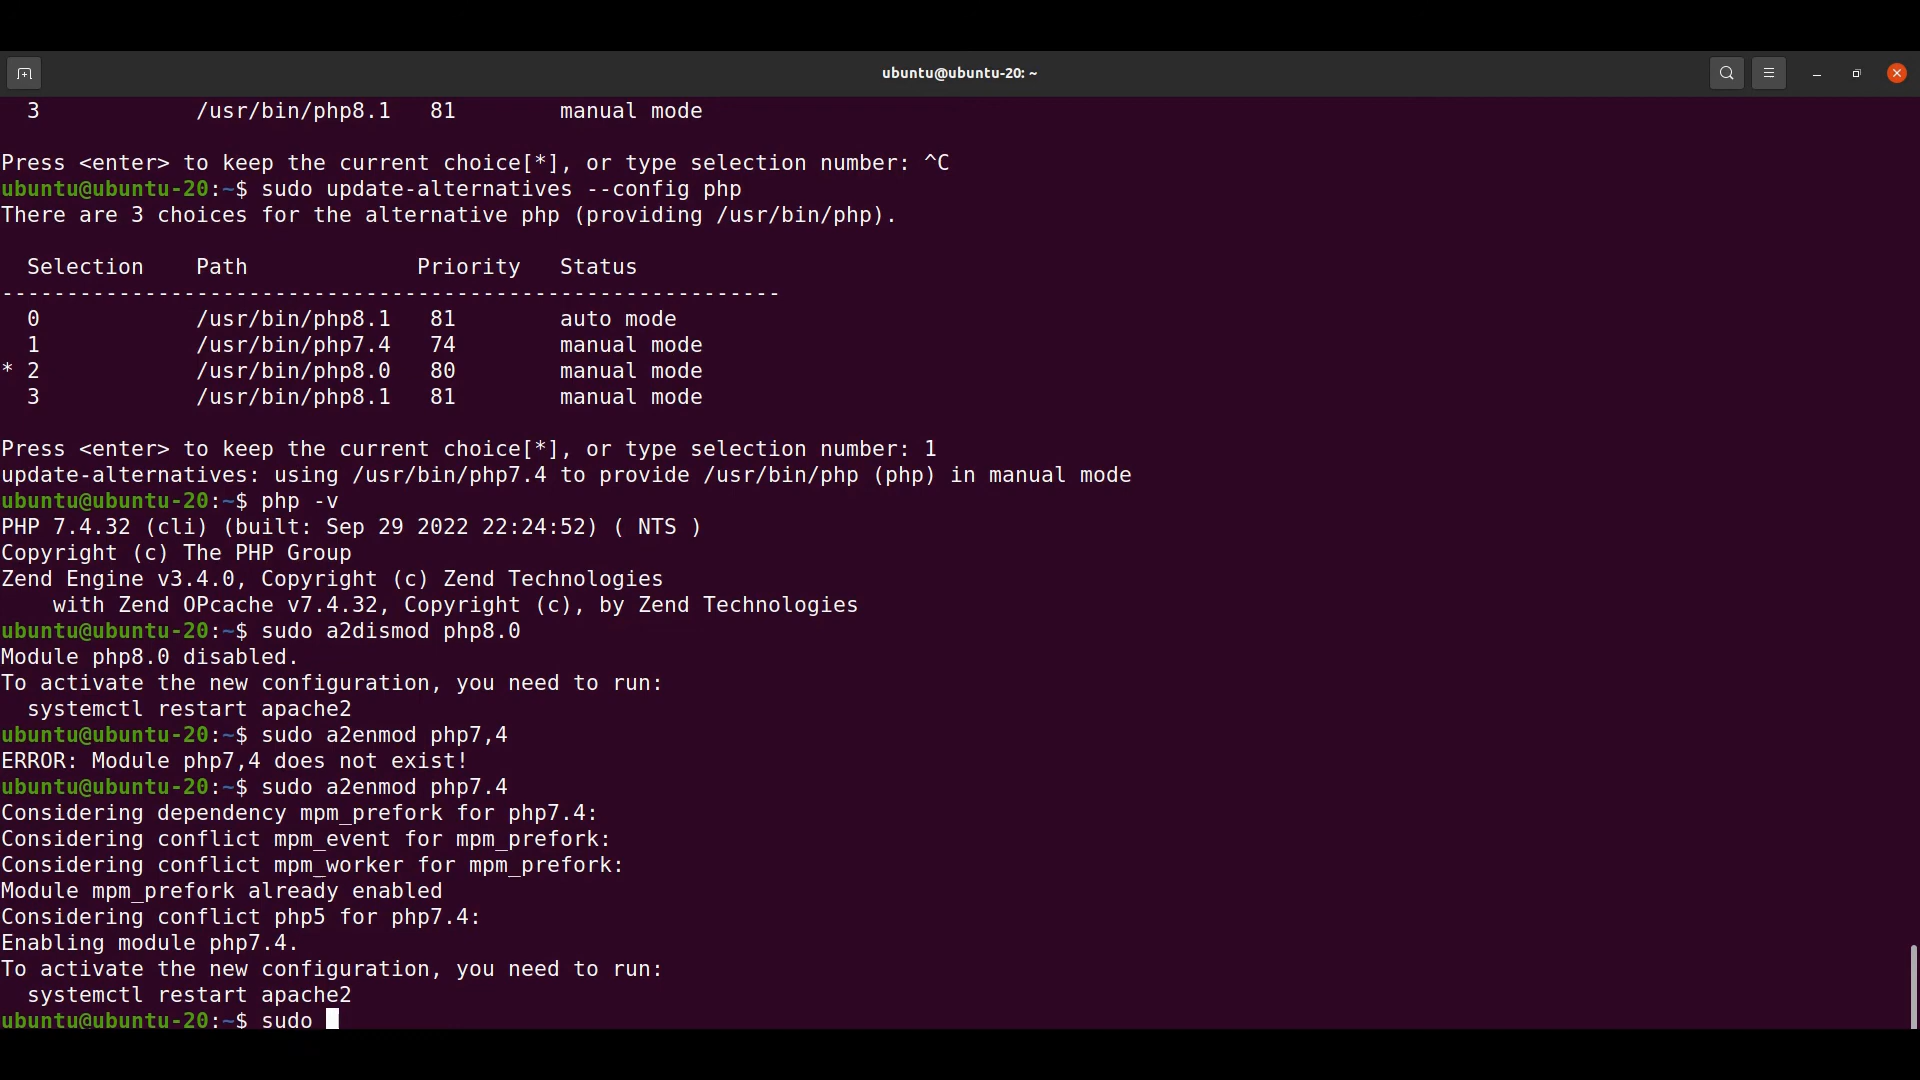 ubuntu@ubuntu-20: ~
3 /usr/bin/php8.1 81 manual mode
Press <enter> to keep the current choice[*], or type selection number: ^C
ubuntu@ubuntu-20:~$ sudo update-alternatives --config php
There are 3 choices for the alternative php (providing /usr/bin/php).
Selection Path Priority Status
------------------------------------------------------------
0 /usr/bin/php8.1 81 auto mode
1 /usr/bin/php7.4 74 manual mode
* 2 /usr/bin/php8.0 80 manual mode
3 /usr/bin/php8.1 81 manual mode
Press <enter> to keep the current choice[*], or type selection number: 1
update-alternatives: using /usr/bin/php7.4 to provide /usr/bin/php (php) in manual mode
ubuntu@ubuntu-20:~$ php -v
PHP 7.4.32 (cli) (built: Sep 29 2022 22:24:52) ( NTS )
Copyright (c) The PHP Group
Zend Engine v3.4.0, Copyright (c) Zend Technologies
with Zend OPcache v7.4.32, Copyright (c), by Zend Technologies
ubuntu@ubuntu-20:~$ sudo a2dismod php8.0
Module php8.0 disabled.
To activate the new configuration, you need to run:
systemctl restart apache2
ubuntu@ubuntu-20:~$ sudo a2enmod php7,4
ERROR: Module php7,4 does not exist!
ubuntu@ubuntu-20:~$ sudo a2enmod php7.4
Considering dependency mpm_prefork for php7.4:
Considering conflict mpm_event for mpm_prefork:
Considering conflict mpm_worker for mpm_prefork:
Module mpm_prefork already enabled
Considering conflict php5 for php7.4:
Enabling module php7.4.
To activate the new configuration, you need to run:
systemctl restart apache2
ubuntu@ubuntu-20:~$ sudo